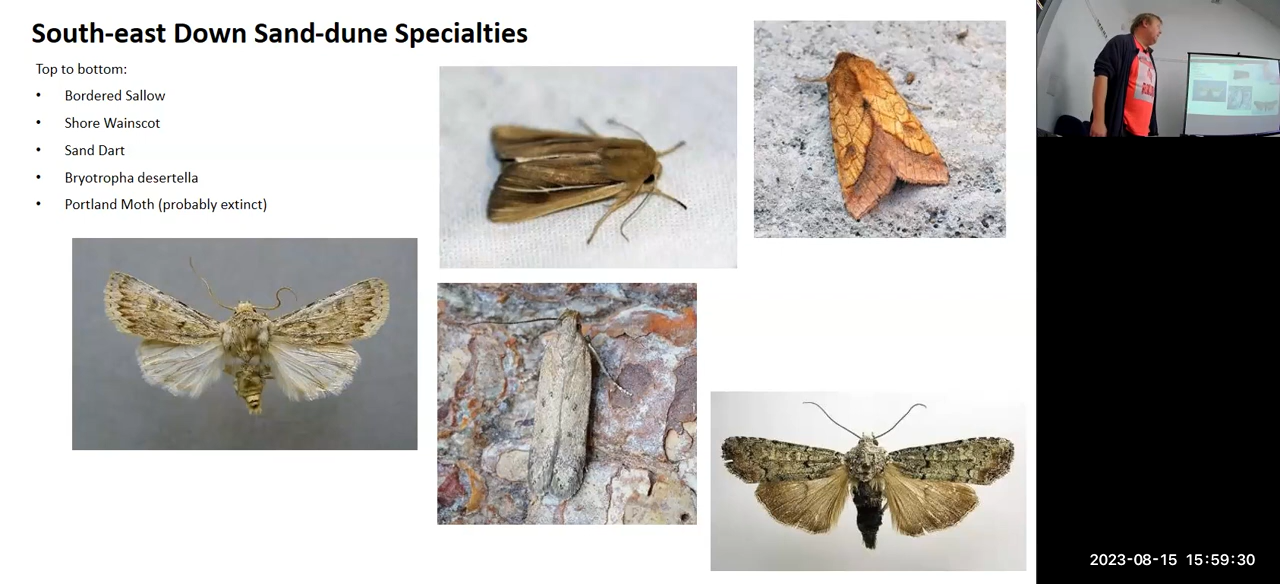 South-east Down Sand-dune Specialties
Top to bottom:
• Bordered Sallow
• Shore Wainscot
• Sand Dart
• Bryotropha desertella
• Portland Moth (probably extinct)
2023-08-15 15:59:30